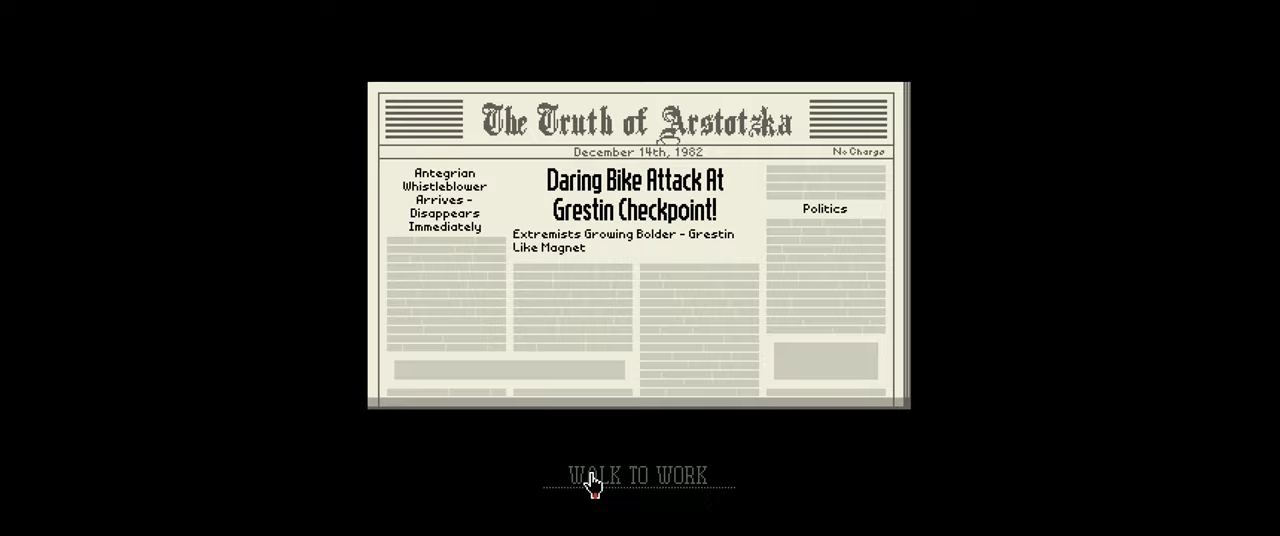 The Truth of Arstotzka
December 14th, 1982
No Charge
Antegrian
Whistleblower
Arrives -
Disappears
Immediately
Daring Bike Attack At
Grestin Checkpoint!
Extremists Growing Bolder - Grestin
Like Magnet
Politics
WALK TO WORK